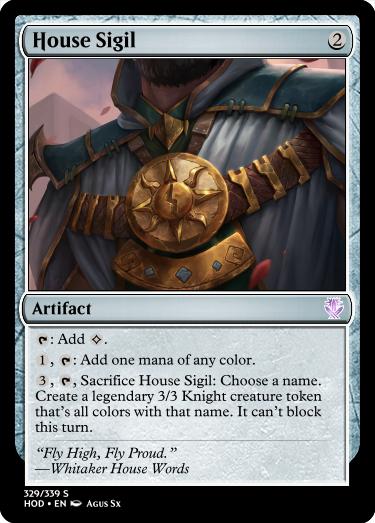 House Sigil 2
Artifact
: Add .
1, : Add one mana of any color.
3, , Sacrifice House Sigil: Choose a name.
Create a legendary 3/3 Knight creature token
that's all colors with that name. It can't block
this turn.
“Fly High, Fly Proud.”
—Whitaker House Words
329/339 S
HOD • EN Agus Sx